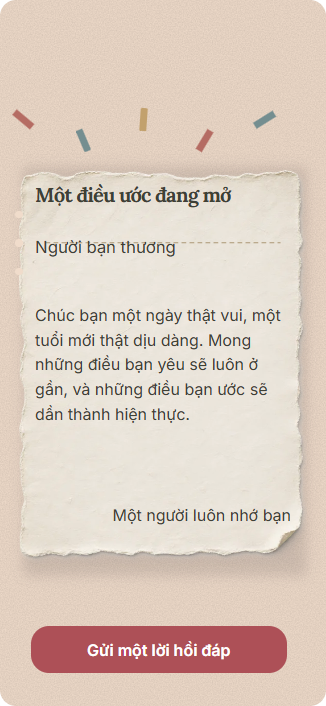 Một điều ước đang mở
Người bạn thương
Chúc bạn một ngày thật vui, một
tuổi mới thật dịu dàng. Mong
những điều bạn yêu sẽ luôn ở
gần, và những điều bạn ước sẽ
dần thành hiện thực.
Một người luôn nhớ bạn
Gửi một lời hồi đáp